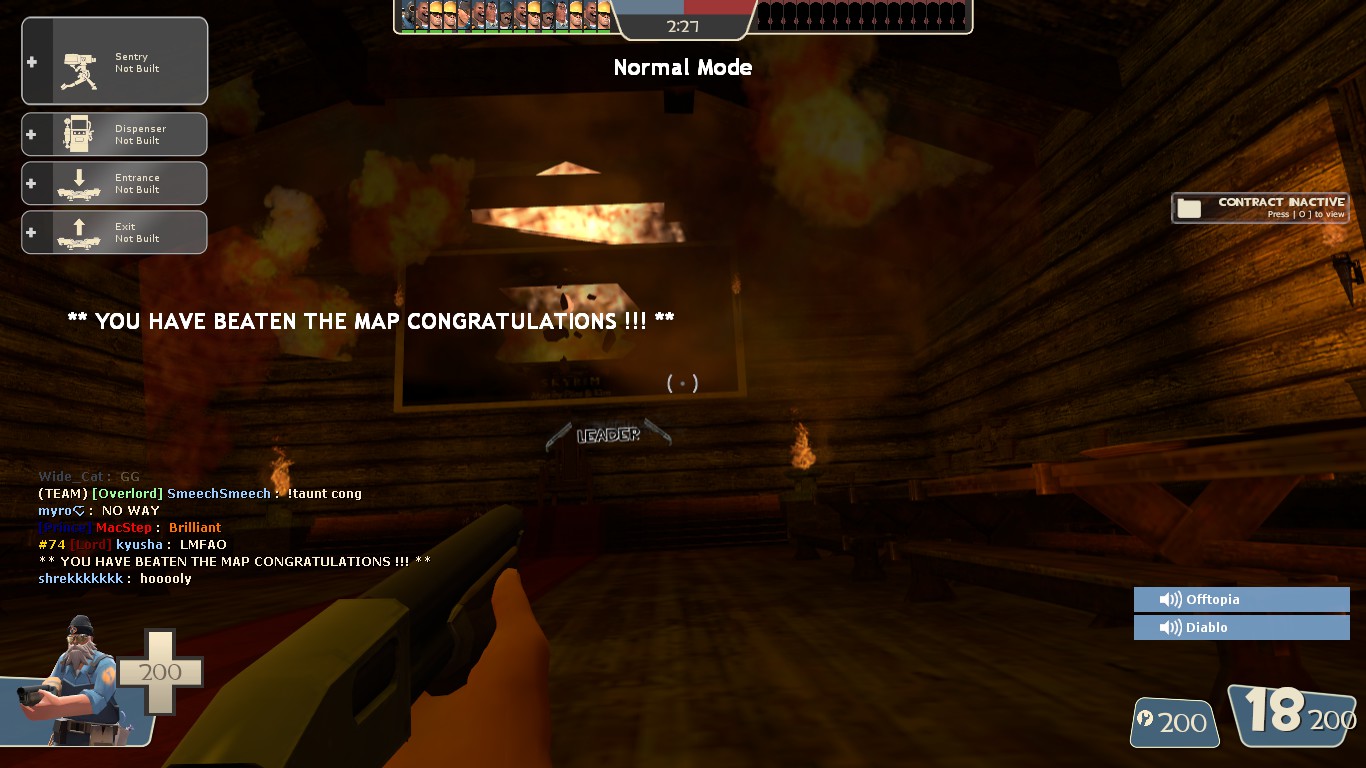 2:27
Normal Mode
Sentry
Not Built
Dispenser
Not Built
Entrance
Not Built
Exit
Not Built
CONTRACT INACTIVE
Press [ O ] to view
** YOU HAVE BEATEN THE MAP CONGRATULATIONS !!! **
SKYRIM
LEADER
Wide_Cat : GG
(TEAM) [Overlord] SmeechSmeech : !taunt cong
myro♡ : NO WAY
[Prince] MacStep : Brilliant
#74 [Lord] kyusha : LMFAO
** YOU HAVE BEATEN THE MAP CONGRATULATIONS !!! **
shrekkkkkkk : hooooly
Offtopia
Diablo
200
200
18 200